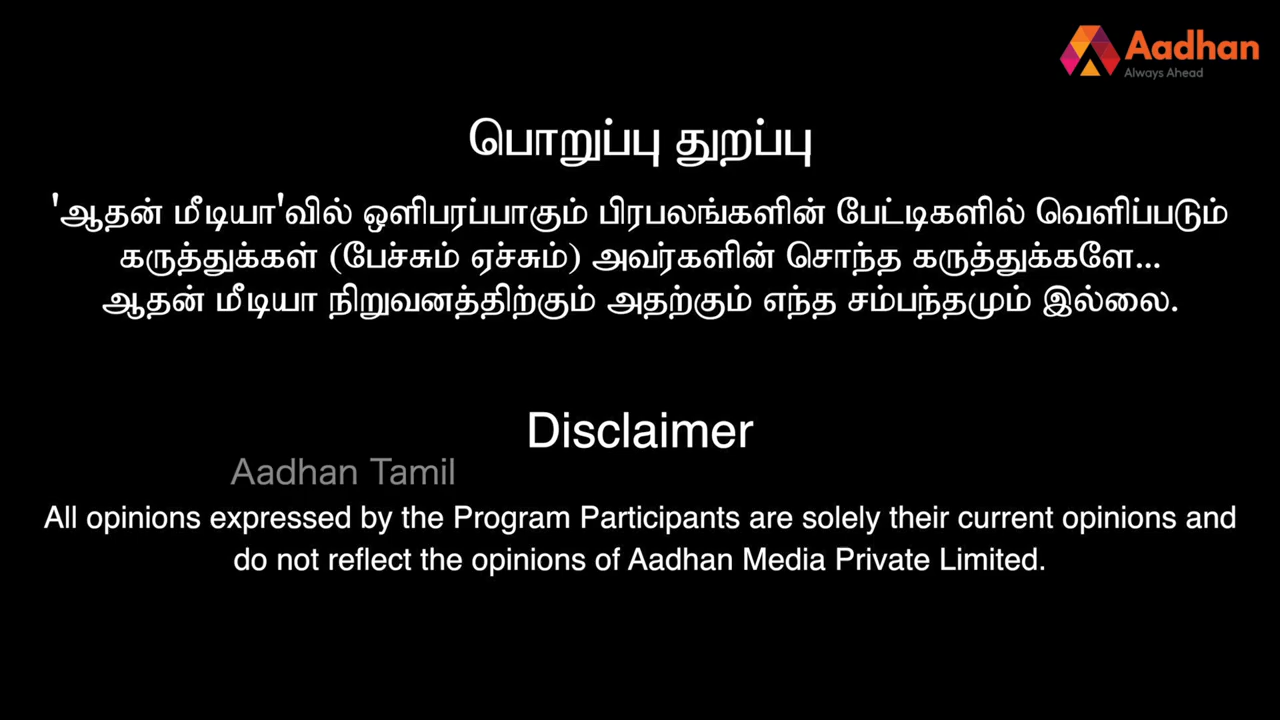 Aadhan
Always Ahead
பொறுப்பு துறப்பு
'ஆதன் மீடியா'வில் ஒளிபரப்பாகும் பிரபலங்களின் பேட்டிகளில் வெளிப்படும்
கருத்துக்கள் (பேச்சும் ஏச்சும்) அவர்களின் சொந்த கருத்துக்களே...
ஆதன் மீடியா நிறுவனத்திற்கும் அதற்கும் எந்த சம்பந்தமும் இல்லை.
Disclaimer
Aadhan Tamil
All opinions expressed by the Program Participants are solely their current opinions and
do not reflect the opinions of Aadhan Media Private Limited.